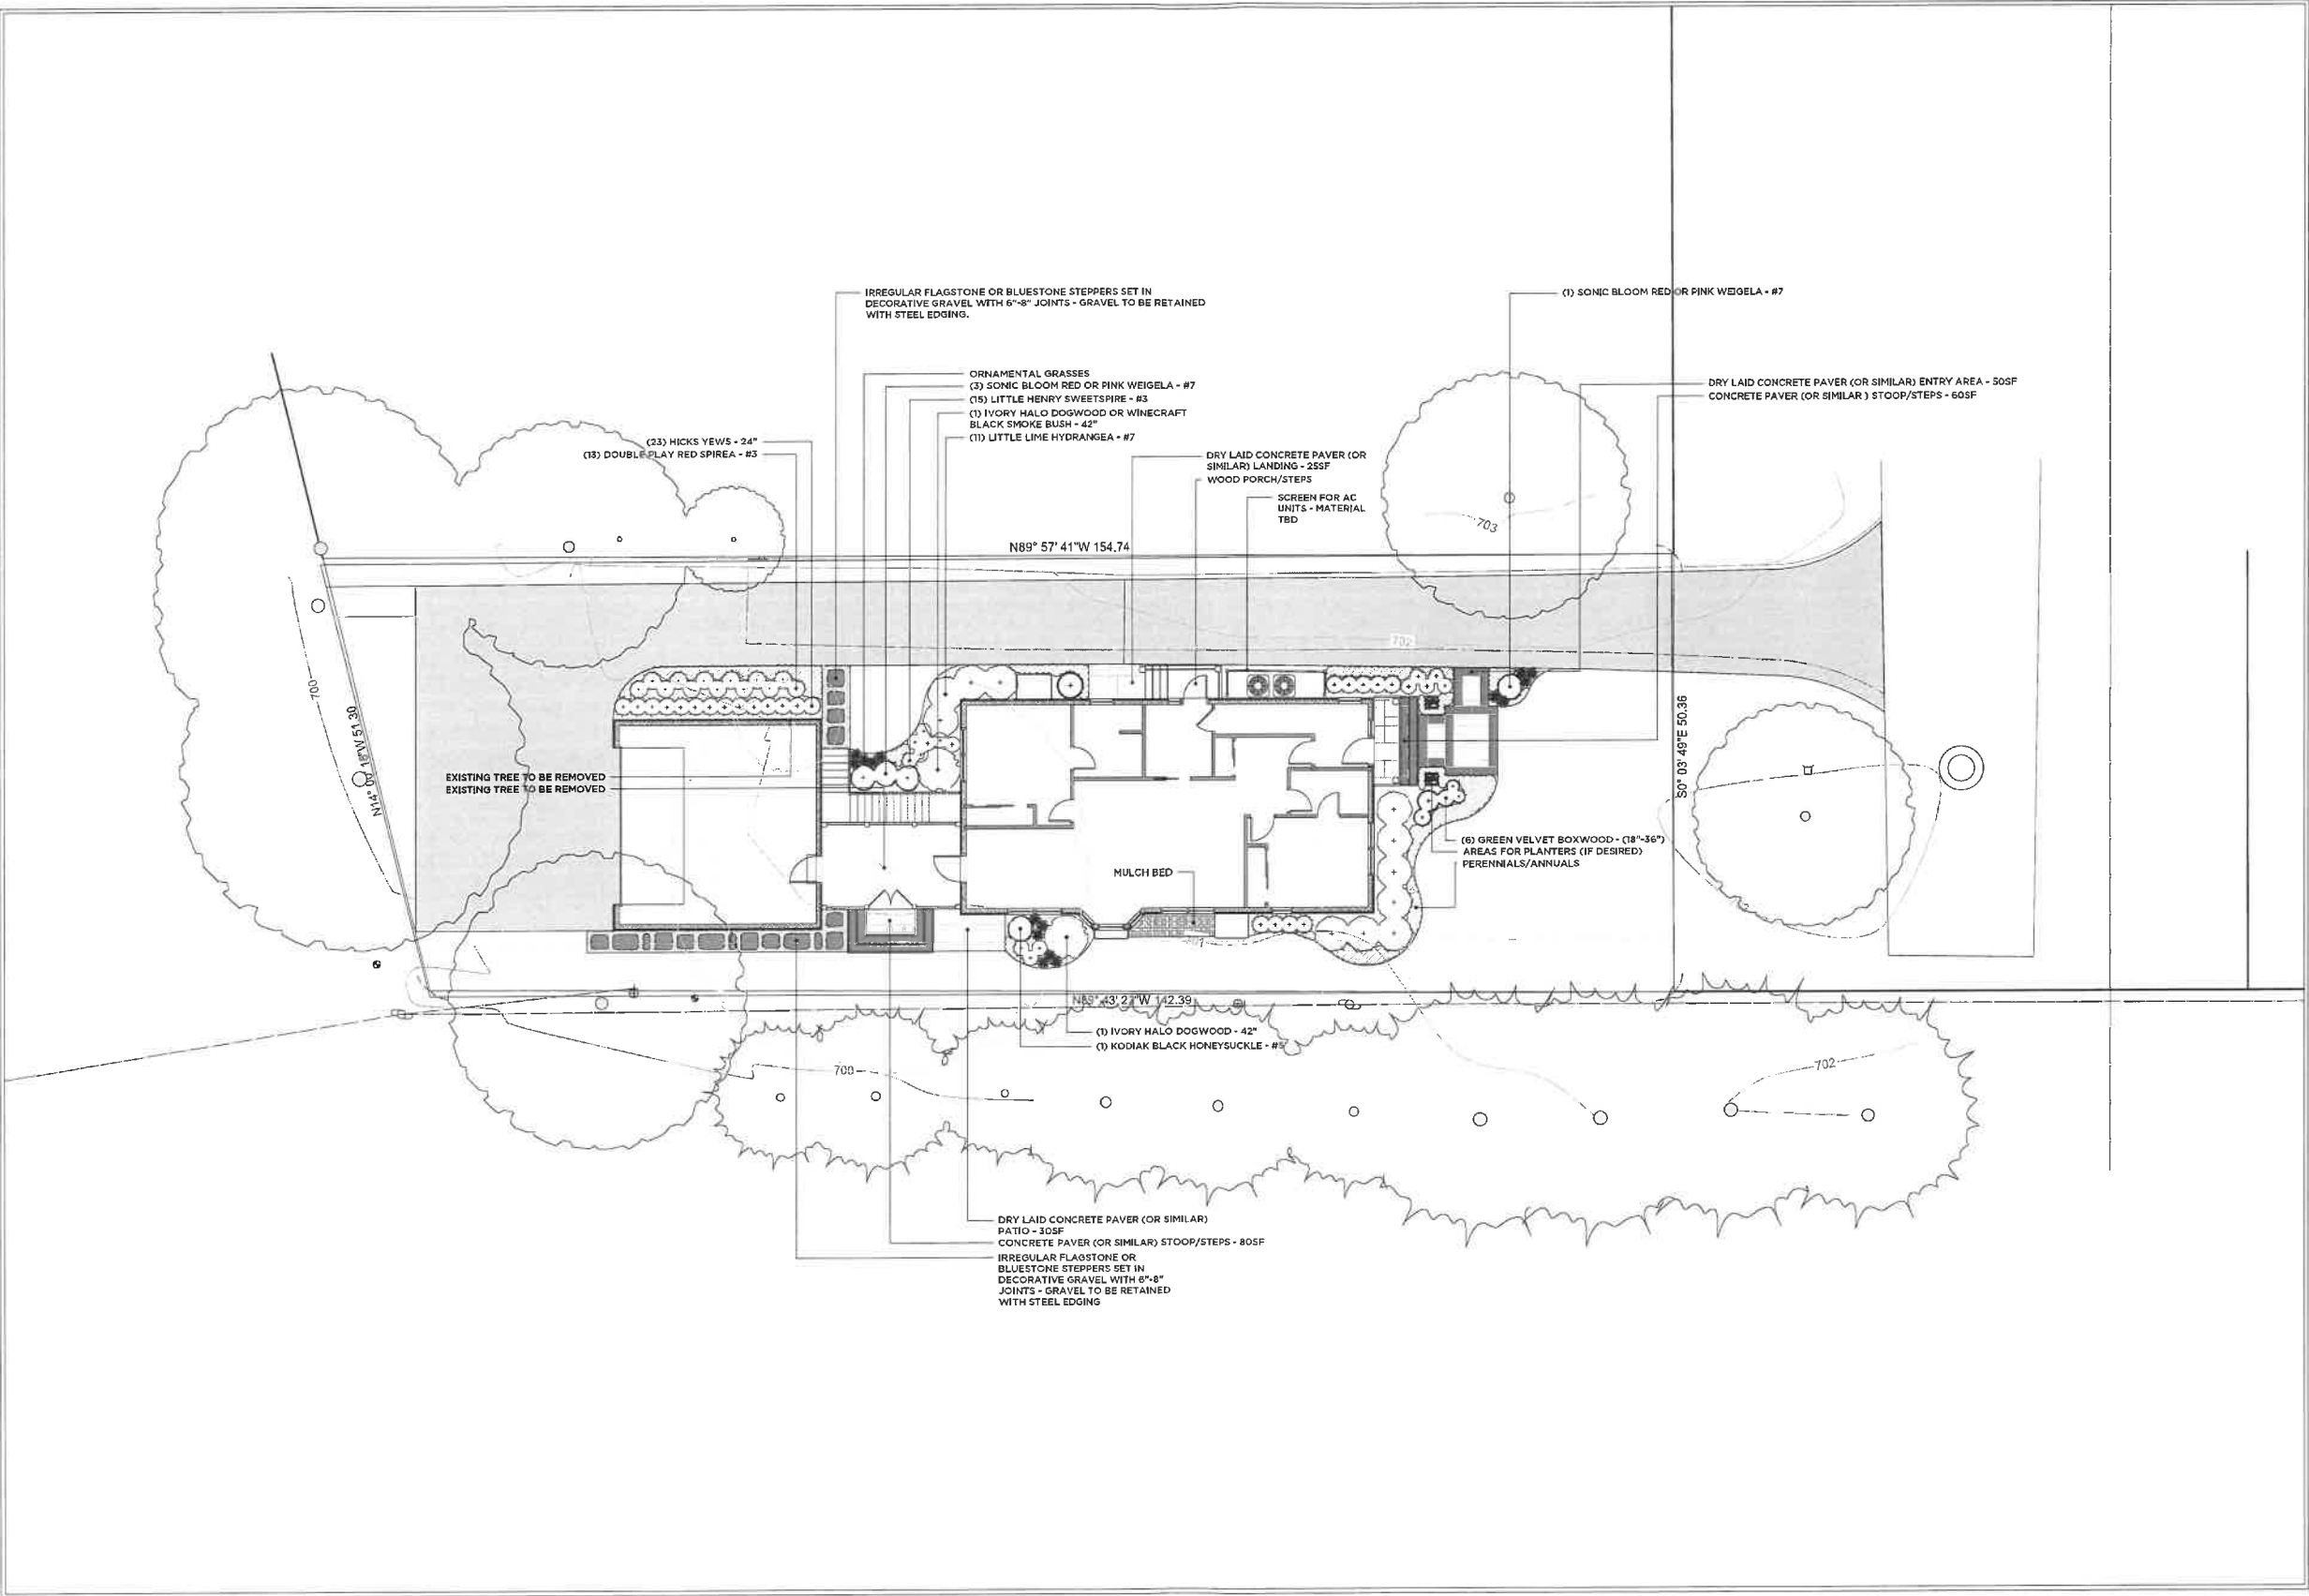 IRREGULAR FLAGSTONE OR BLUESTONE STEPPERS SET IN
DECORATIVE GRAVEL WITH 6"-8" JOINTS - GRAVEL TO BE RETAINED
WITH STEEL EDGING.
(1) SONIC BLOOM RED OR PINK WEIGELA - #7
ORNAMENTAL GRASSES
(3) SONIC BLOOM RED OR PINK WEIGELA - #7
(15) LITTLE HENRY SWEETSPIRE - #3
(1) IVORY HALO DOGWOOD OR WINECRAFT
BLACK SMOKE BUSH - 42"
(11) LITTLE LIME HYDRANGEA - #7
DRY LAID CONCRETE PAVER (OR SIMILAR) ENTRY AREA - 50SF
CONCRETE PAVER (OR SIMILAR ) STOOP/STEPS - 60SF
(23) HICKS YEWS - 24"
(13) DOUBLE PLAY RED SPIREA - #3
DRY LAID CONCRETE PAVER (OR
SIMILAR) LANDING - 25SF
WOOD PORCH/STEPS
SCREEN FOR AC
UNITS - MATERIAL
TBD
703
N89° 57' 41"W 154.74
702
700
N14° 00' 18"W 51.30
S0° 03' 49"E 50.36
EXISTING TREE TO BE REMOVED
EXISTING TREE TO BE REMOVED
(6) GREEN VELVET BOXWOOD - (18"-36")
AREAS FOR PLANTERS (IF DESIRED)
PERENNIALS/ANNUALS
MULCH BED
N89° 43' 27"W 142.39
(1) IVORY HALO DOGWOOD - 42"
(1) KODIAK BLACK HONEYSUCKLE - #5
700
702
DRY LAID CONCRETE PAVER (OR SIMILAR)
PATIO - 30SF
CONCRETE PAVER (OR SIMILAR) STOOP/STEPS - 80SF
IRREGULAR FLAGSTONE OR
BLUESTONE STEPPERS SET IN
DECORATIVE GRAVEL WITH 6"-8"
JOINTS - GRAVEL TO BE RETAINED
WITH STEEL EDGING